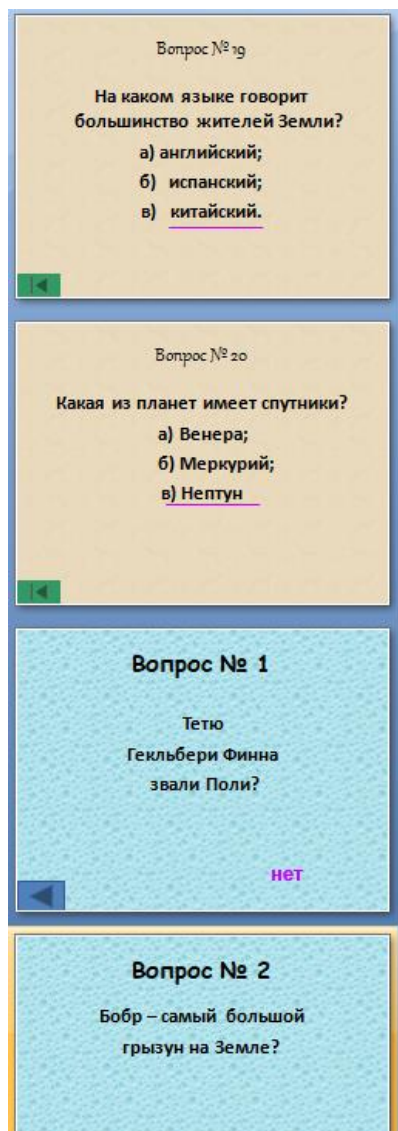 Вопрос № 19
На каком языке говорит
большинство жителей Земли?
а) английский;
б) испанский;
в) китайский.
Вопрос № 20
Какая из планет имеет спутники?
а) Венера;
б) Меркурий;
в) Нептун
Вопрос № 1
Тетю
Гекльбери Финна
звали Поли?
нет
Вопрос № 2
Бобр – самый большой
грызун на Земле?